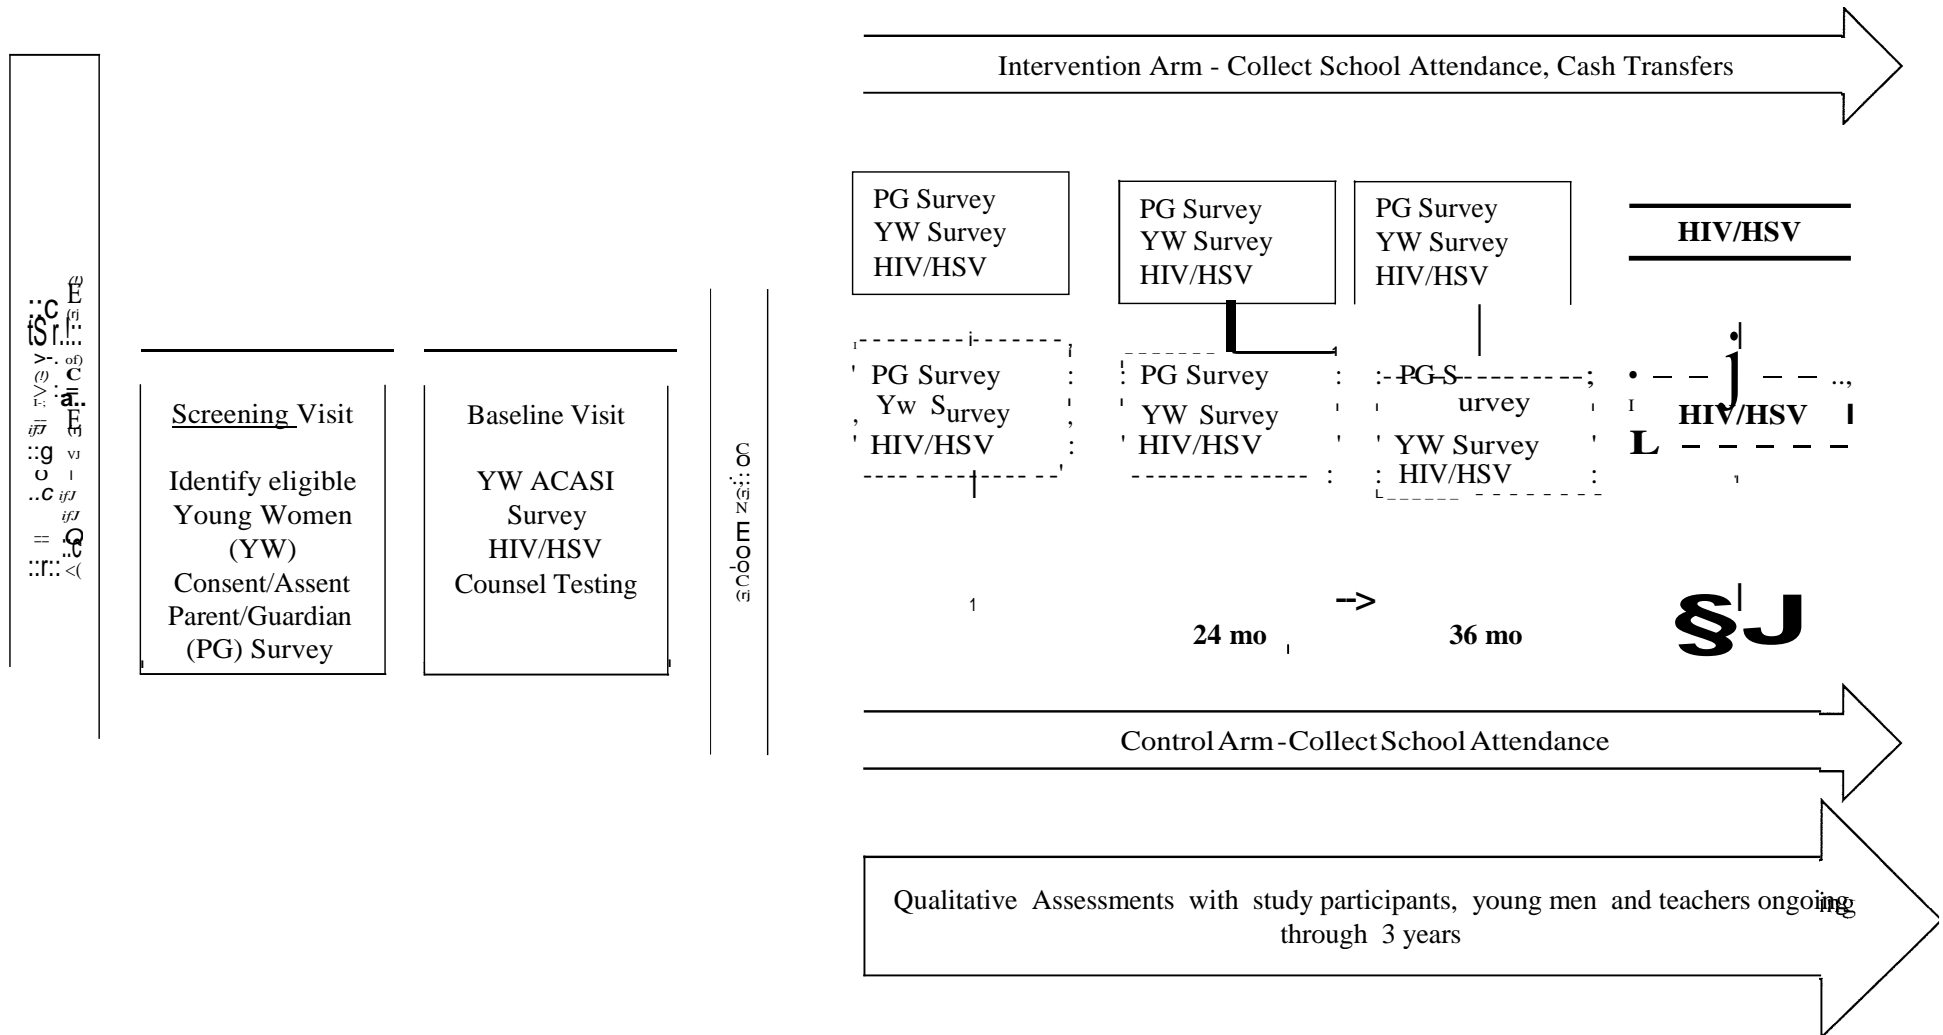 Intervention Arm - Collect School Attendance, Cash Transfers
PG Survey
YW Survey
HIV/HSV
PG Survey
YW Survey
HIV/HSV
PG Survey
YW Survey
HIV/HSV
HIV/HSV
Screening Visit
Identify eligible
Young Women
(YW)
Consent/Assent
Parent/Guardian
(PG) Survey
Baseline Visit
YW ACASI
Survey
HIV/HSV
Counsel Testing
PG Survey
Yw Survey
HIV/HSV
PG Survey
YW Survey
HIV/HSV
PG S
urvey
YW Survey
HIV/HSV
HIV/HSV
24 mo
-->
36 mo
§J
Control Arm-Collect School Attendance
Qualitative Assessments with study participants, young men and teachers ongoing
through 3 years